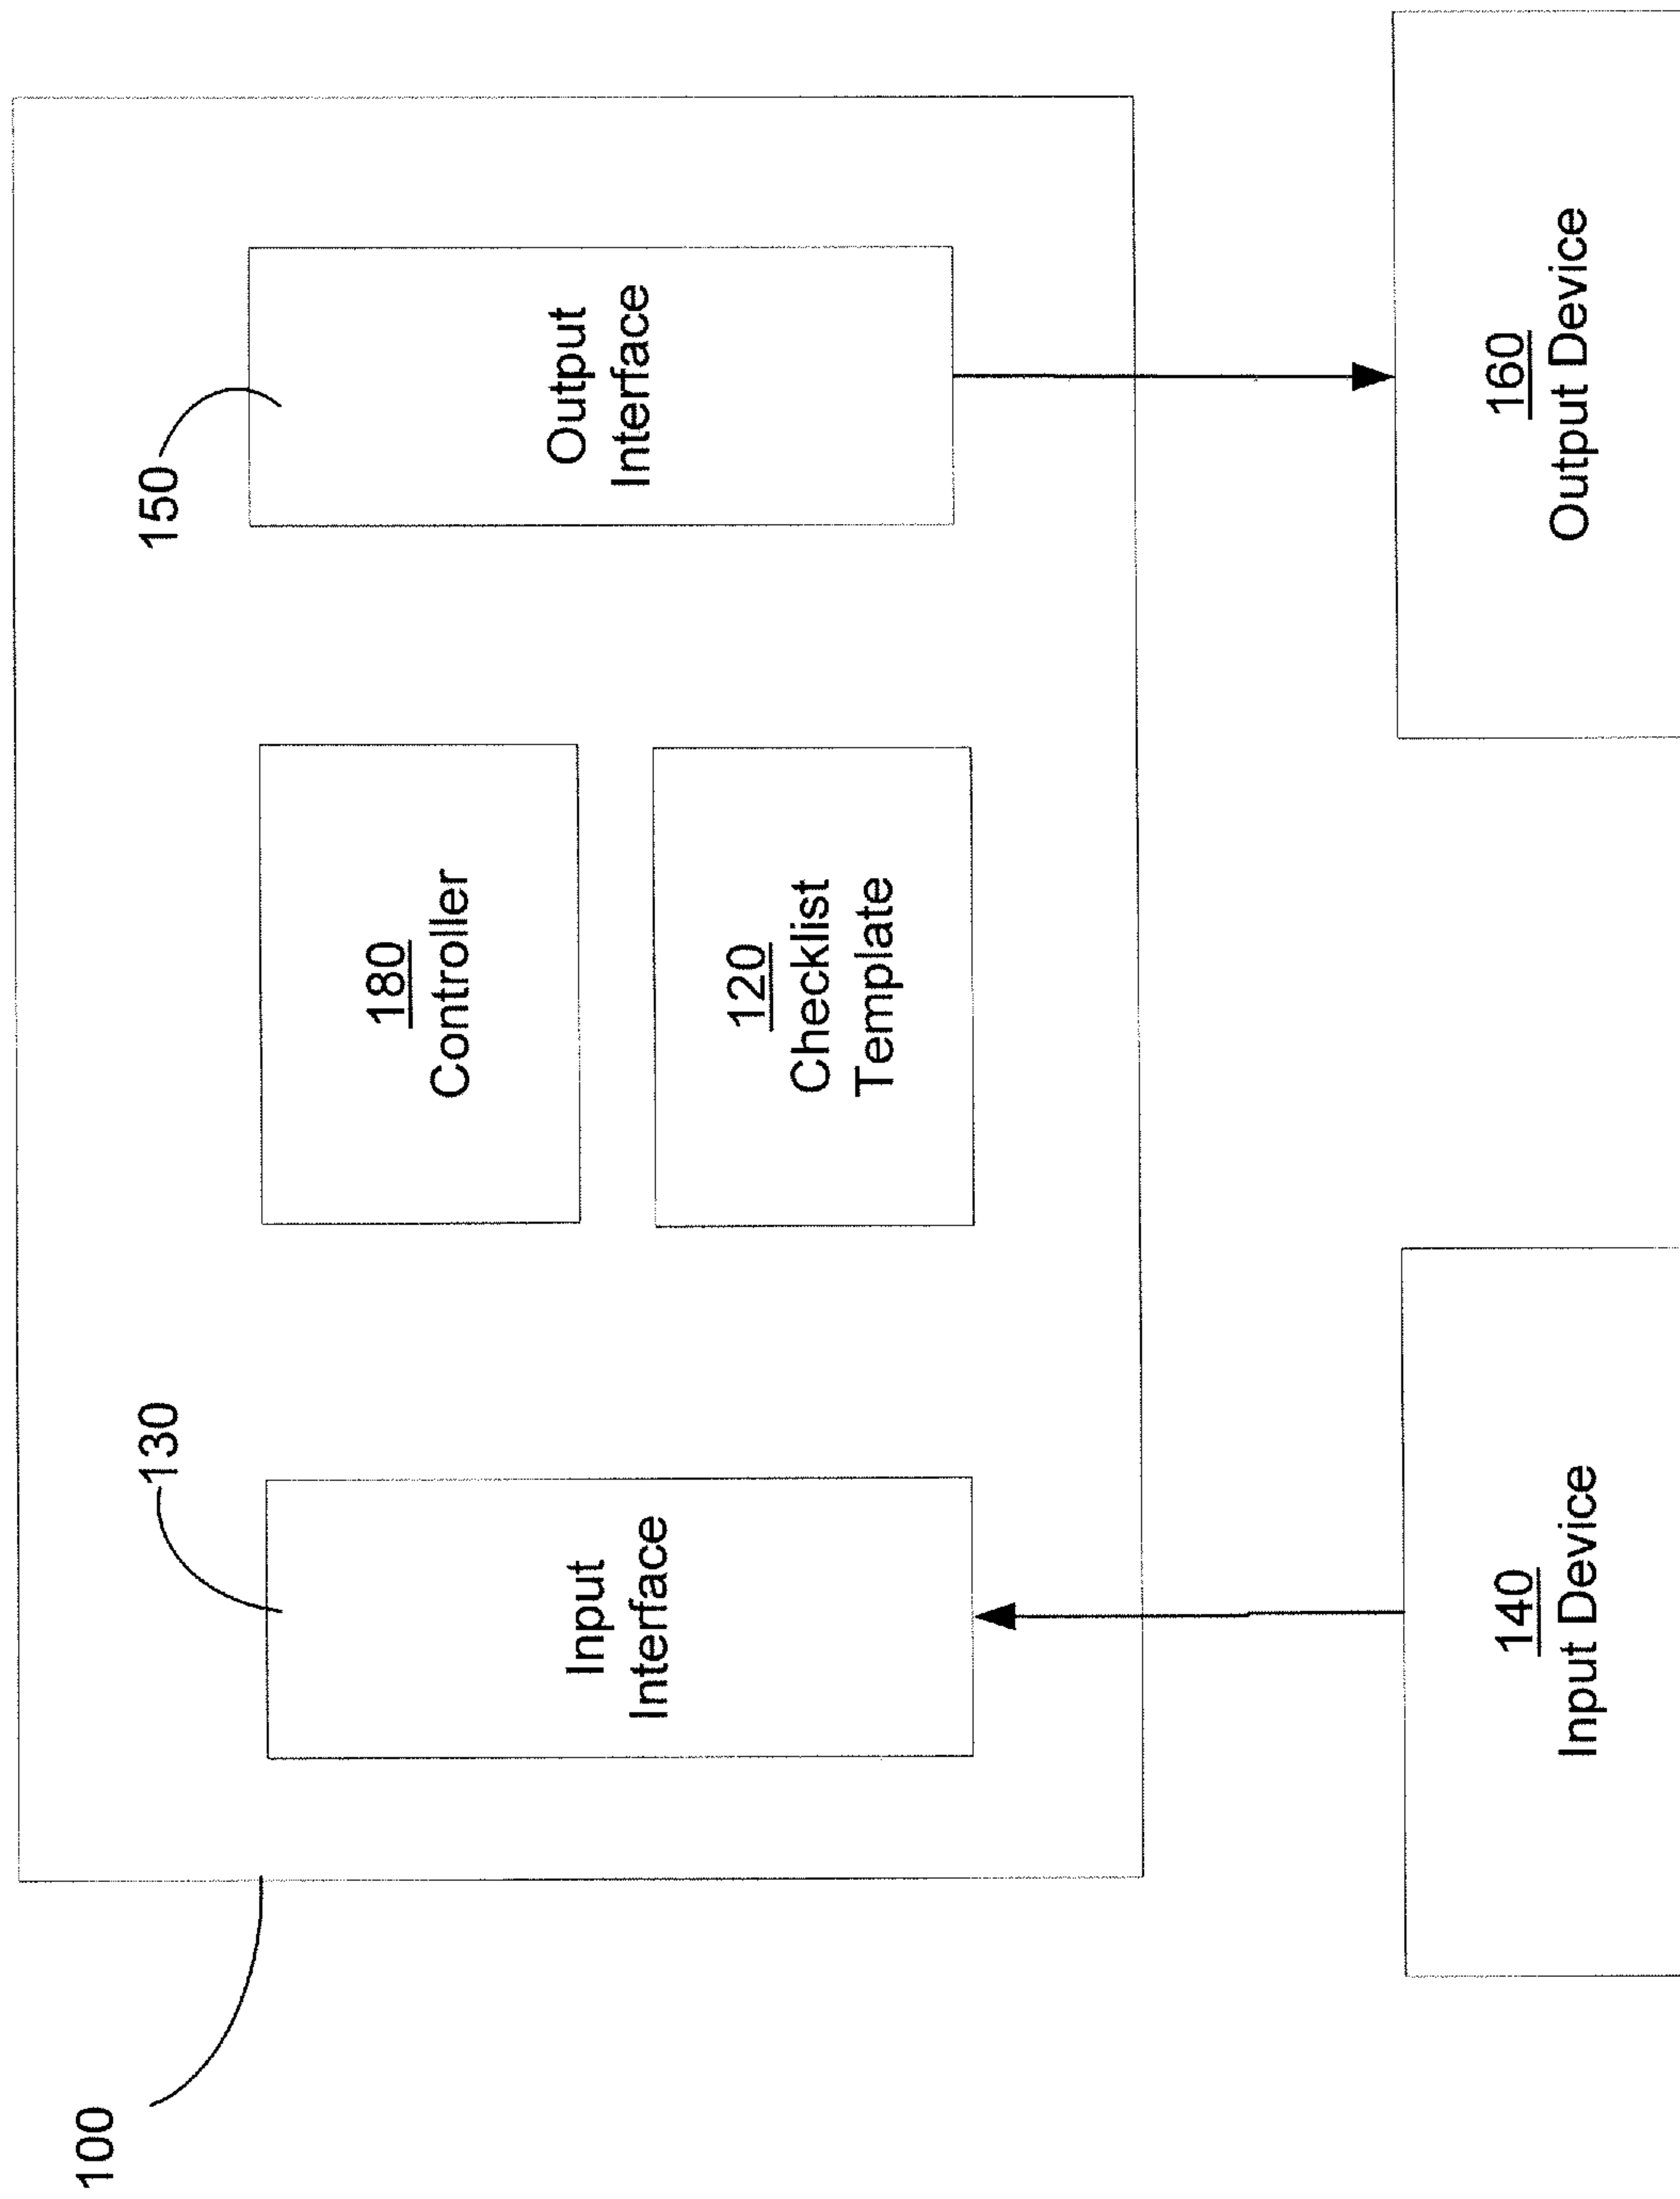 100
130
Input
Interface
180
Controller
120
Checklist
Template
150
Output
Interface
140
Input Device
160
Output Device